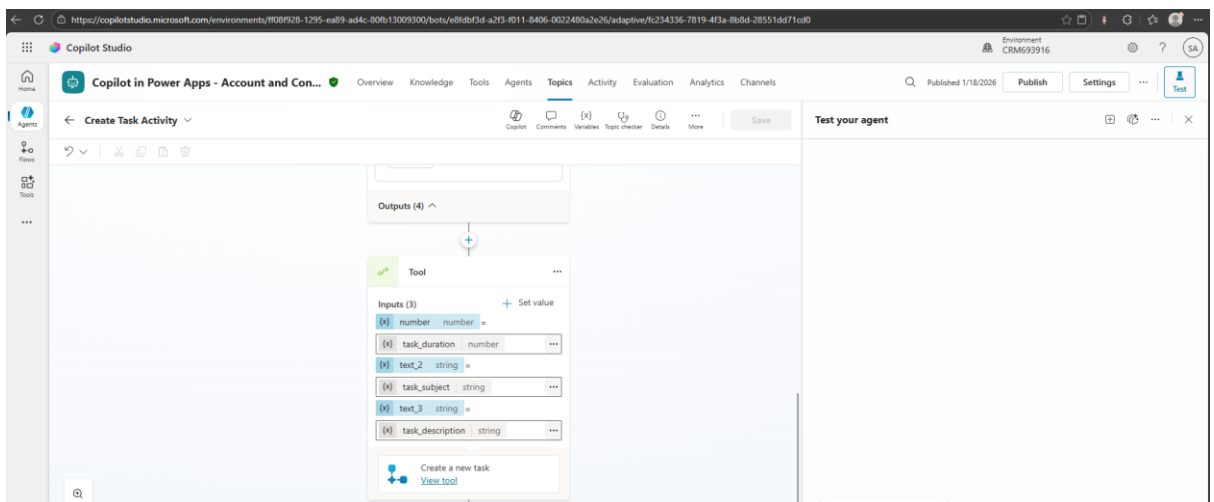 https://copilotstudio.microsoft.com/environments/ff08f928-1295-ea89-ad4c-80fb13009300/bots/e8fdbf3d-a2f3-f011-8406-0022480a2e26/adaptive/fc234336-7819-4f3a-8b8d-28551dd71cd0
Copilot Studio
Environment
CRM693916
SA
Home
Copilot in Power Apps - Account and Con...
Overview Knowledge Tools Agents Topics Activity Evaluation Analytics Channels
Published 1/18/2026
Publish
Settings
Test
Agents
Create Task Activity
Copilot Comments Variables Topic checker Details More
Save
Test your agent
Flows
Tools
Outputs (4)
Tool
Inputs (3)
Set value
{x} number number =
{x} task_duration number
{x} text_2 string =
{x} task_subject string
{x} text_3 string =
{x} task_description string
Create a new task
View tool